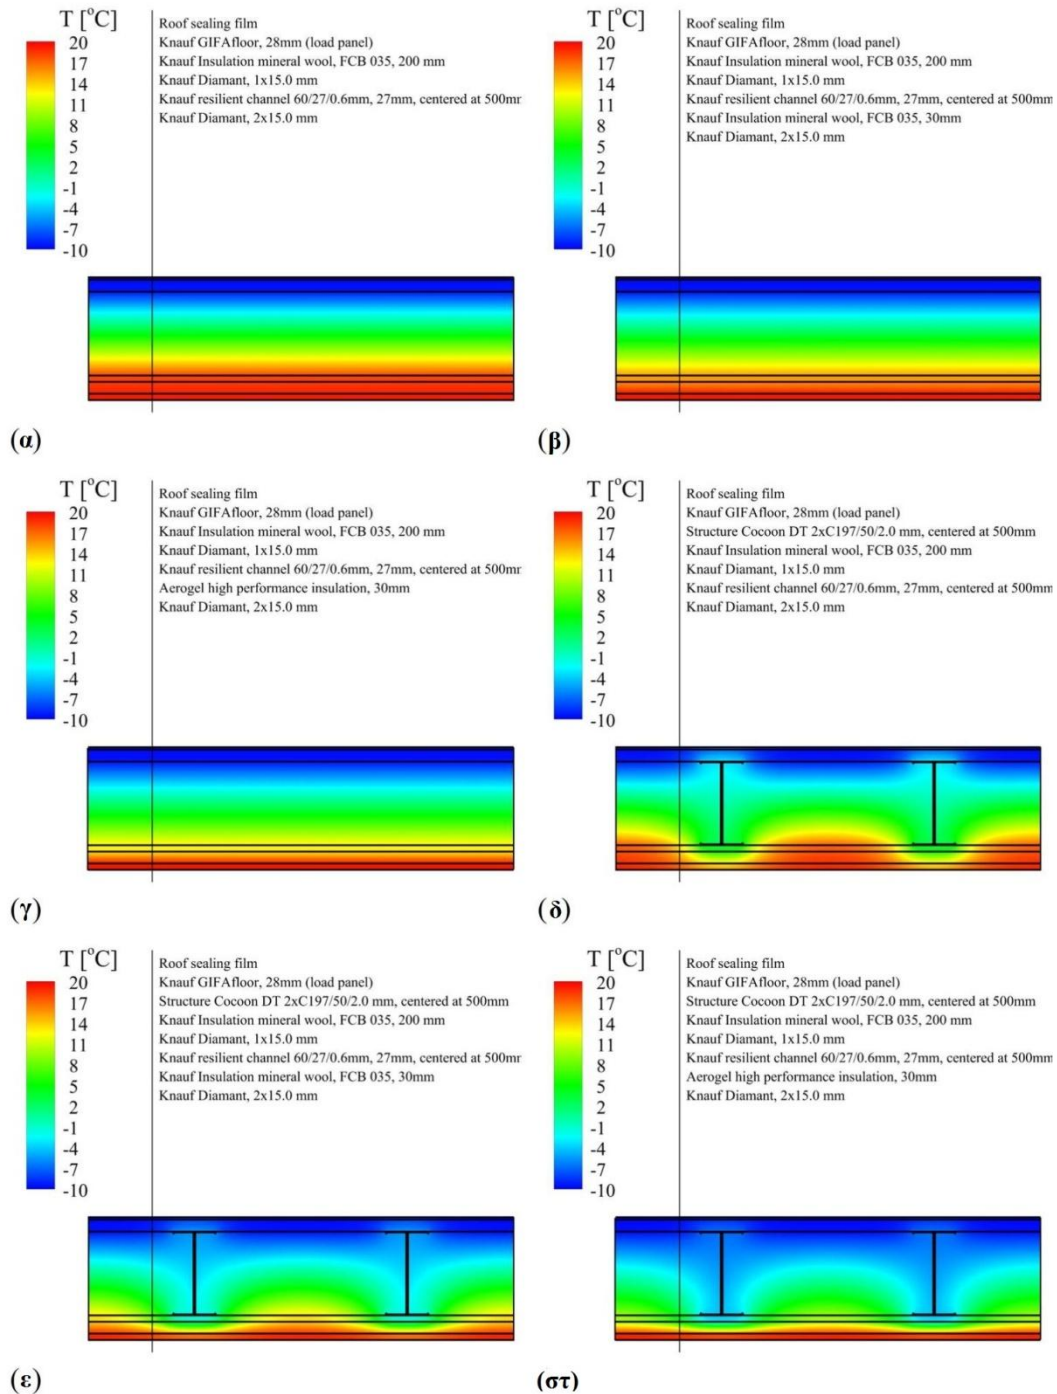 T [°C]
20
17
14
11
8
5
2
-1
-4
-7
-10
Roof sealing film
Knauf GIFAfloor, 28mm (load panel)
Knauf Insulation mineral wool, FCB 035, 200 mm
Knauf Diamant, 1x15.0 mm
Knauf resilient channel 60/27/0.6mm, 27mm, centered at 500mm
Knauf Diamant, 2x15.0 mm
(α)
T [°C]
20
17
14
11
8
5
2
-1
-4
-7
-10
Roof sealing film
Knauf GIFAfloor, 28mm (load panel)
Knauf Insulation mineral wool, FCB 035, 200 mm
Knauf Diamant, 1x15.0 mm
Knauf resilient channel 60/27/0.6mm, 27mm, centered at 500mm
Knauf Insulation mineral wool, FCB 035, 30mm
Knauf Diamant, 2x15.0 mm
(β)
T [°C]
20
17
14
11
8
5
2
-1
-4
-7
-10
Roof sealing film
Knauf GIFAfloor, 28mm (load panel)
Knauf Insulation mineral wool, FCB 035, 200 mm
Knauf Diamant, 1x15.0 mm
Knauf resilient channel 60/27/0.6mm, 27mm, centered at 500mm
Aerogel high performance insulation, 30mm
Knauf Diamant, 2x15.0 mm
(γ)
T [°C]
20
17
14
11
8
5
2
-1
-4
-7
-10
Roof sealing film
Knauf GIFAfloor, 28mm (load panel)
Structure Cocoon DT 2xC197/50/2.0 mm, centered at 500mm
Knauf Insulation mineral wool, FCB 035, 200 mm
Knauf Diamant, 1x15.0 mm
Knauf resilient channel 60/27/0.6mm, 27mm, centered at 500mm
Knauf Diamant, 2x15.0 mm
(δ)
T [°C]
20
17
14
11
8
5
2
-1
-4
-7
-10
Roof sealing film
Knauf GIFAfloor, 28mm (load panel)
Structure Cocoon DT 2xC197/50/2.0 mm, centered at 500mm
Knauf Insulation mineral wool, FCB 035, 200 mm
Knauf Diamant, 1x15.0 mm
Knauf resilient channel 60/27/0.6mm, 27mm, centered at 500mm
Knauf Insulation mineral wool, FCB 035, 30mm
Knauf Diamant, 2x15.0 mm
(ε)
T [°C]
20
17
14
11
8
5
2
-1
-4
-7
-10
Roof sealing film
Knauf GIFAfloor, 28mm (load panel)
Structure Cocoon DT 2xC197/50/2.0 mm, centered at 500mm
Knauf Insulation mineral wool, FCB 035, 200 mm
Knauf Diamant, 1x15.0 mm
Knauf resilient channel 60/27/0.6mm, 27mm, centered at 500mm
Aerogel high performance insulation, 30mm
Knauf Diamant, 2x15.0 mm
(στ)